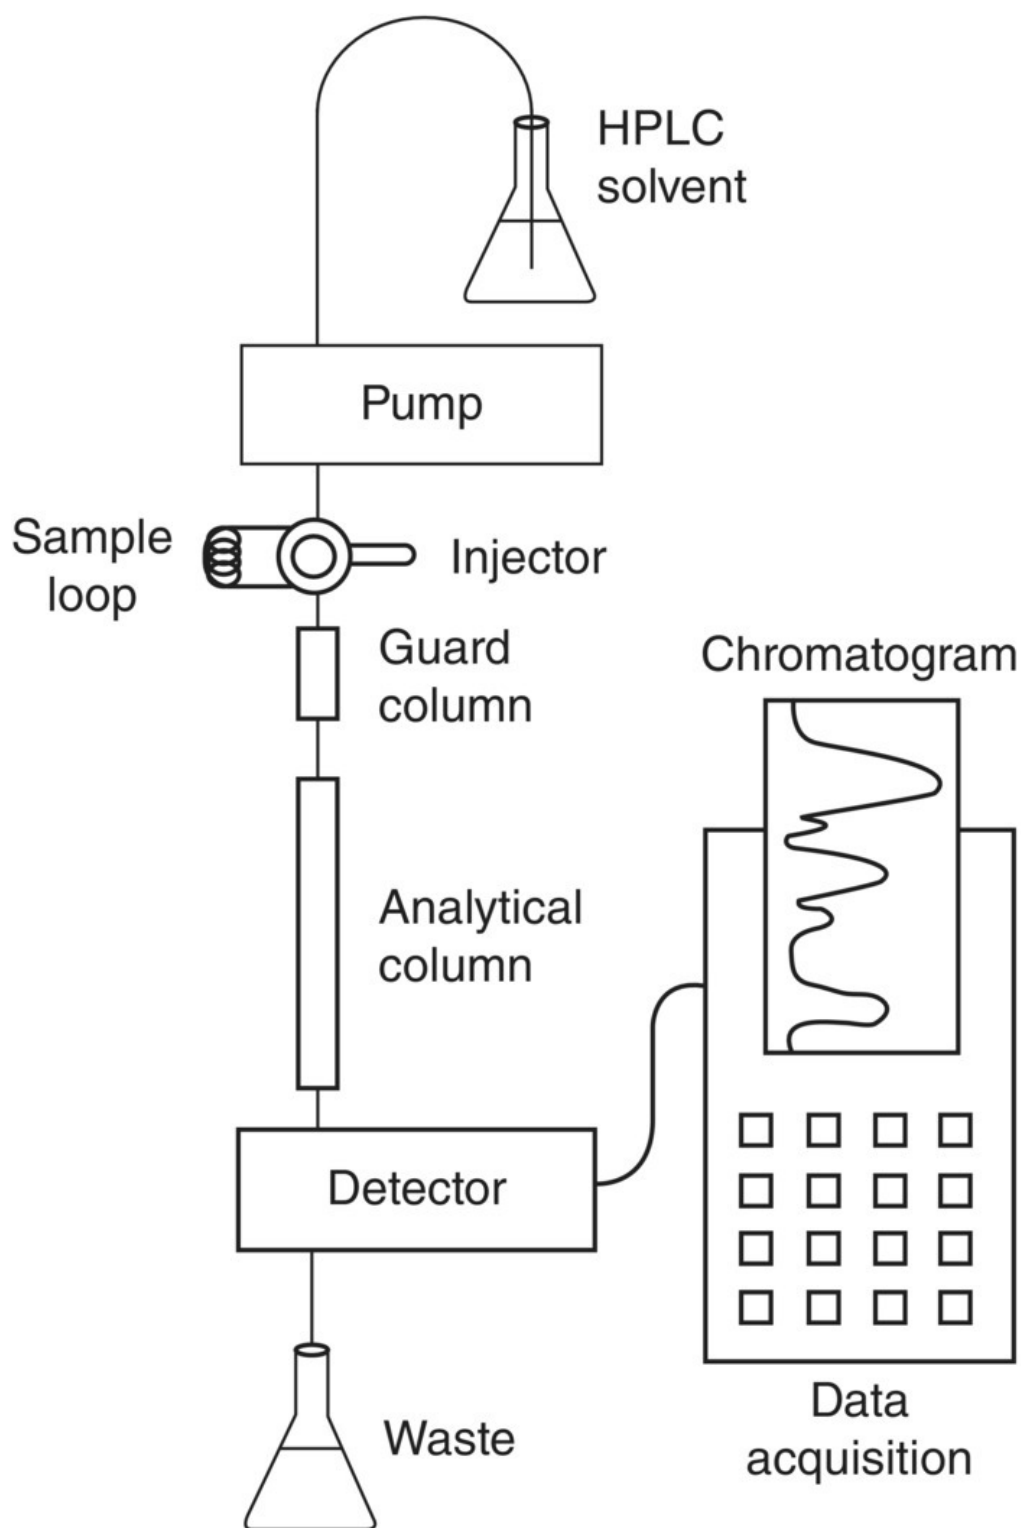 HPLC
solvent
Pump
Sample
loop
Injector
Guard
column
Chromatogram
Analytical
column
Detector
Waste
Data
acquisition